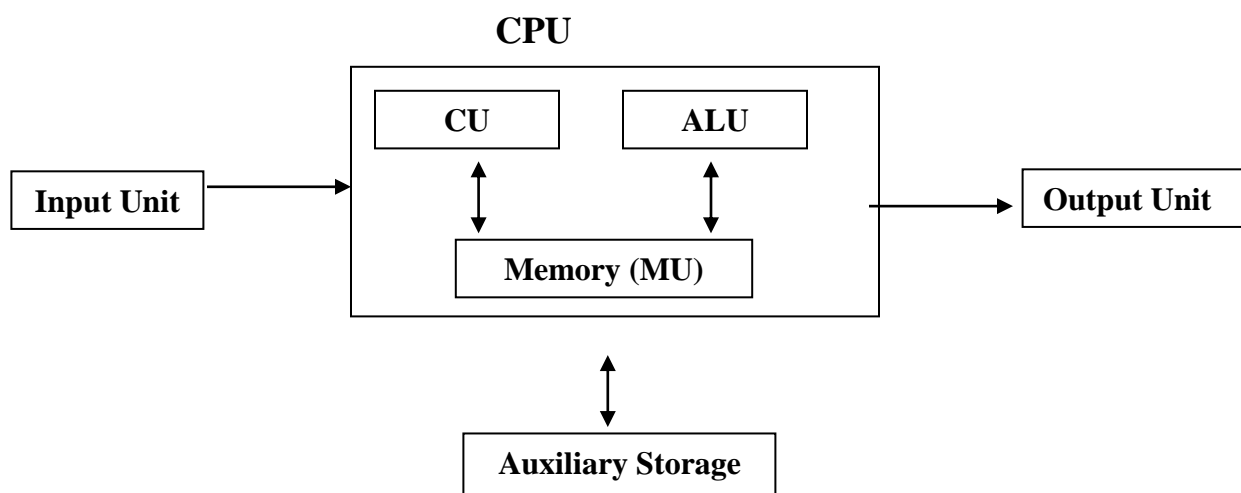 CPU
CU
ALU
Input Unit
Output Unit
Memory (MU)
Auxiliary Storage